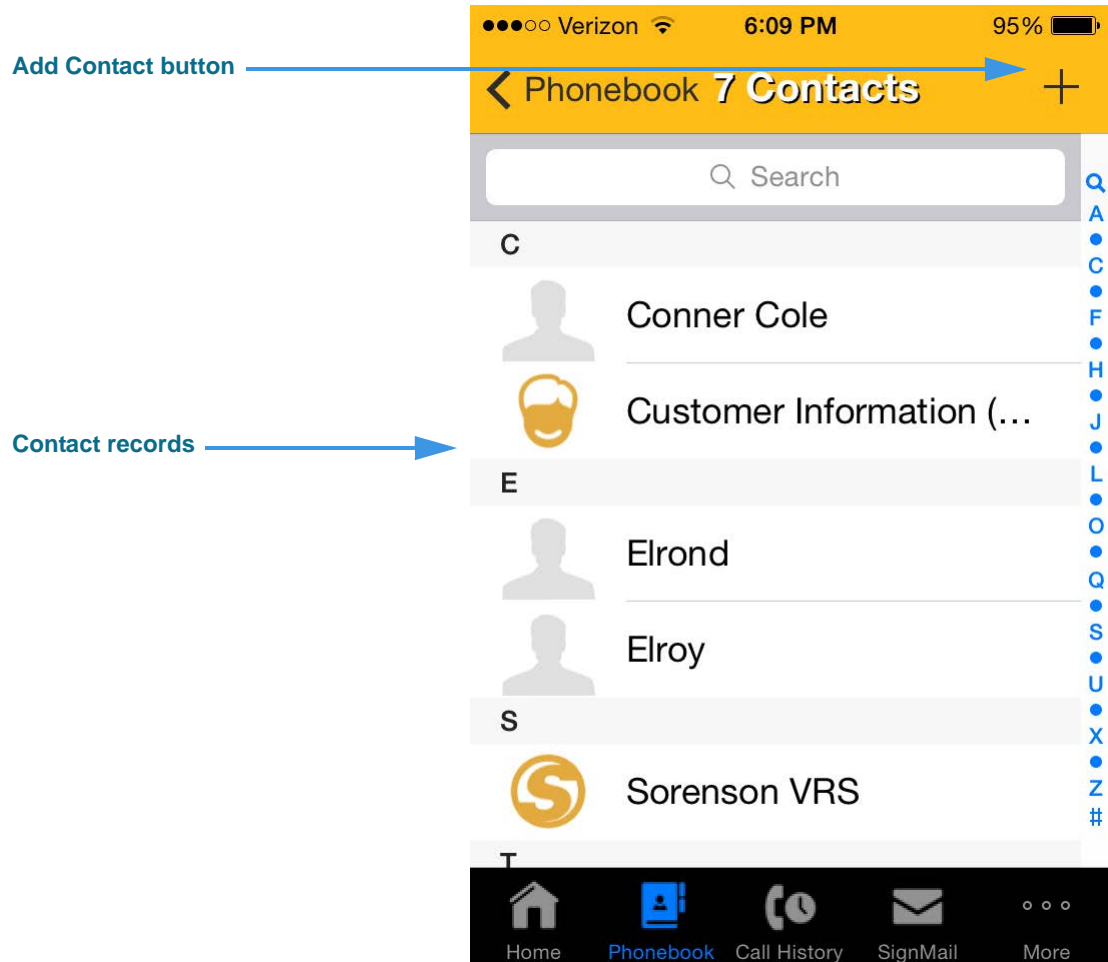 Verizon 6:09 PM 95%
Add Contact button
Phonebook 7 Contacts +
Search
C
Conner Cole
Customer Information (…
Contact records
E
Elrond
Elroy
S
Sorenson VRS
T
A
C
F
H
J
L
O
Q
S
U
X
Z
#
Home Phonebook Call History SignMail More